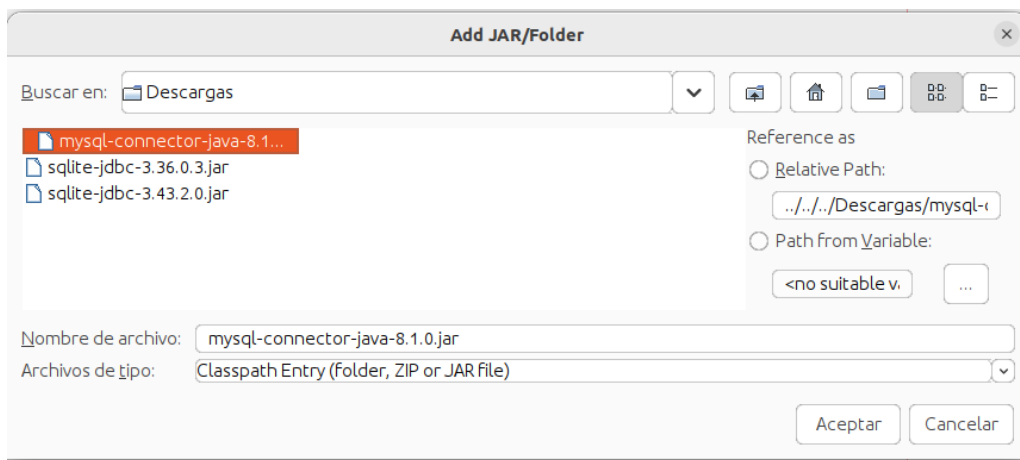 Add JAR/Folder
Buscar en: Descargas
mysql-connector-java-8.1...
sqlite-jdbc-3.36.0.3.jar
sqlite-jdbc-3.43.2.0.jar
Reference as
Relative Path:
../../../Descargas/mysql-c
Path from Variable:
<no suitable va
...
Nombre de archivo: mysql-connector-java-8.1.0.jar
Archivos de tipo: Classpath Entry (folder, ZIP or JAR file)
Aceptar Cancelar